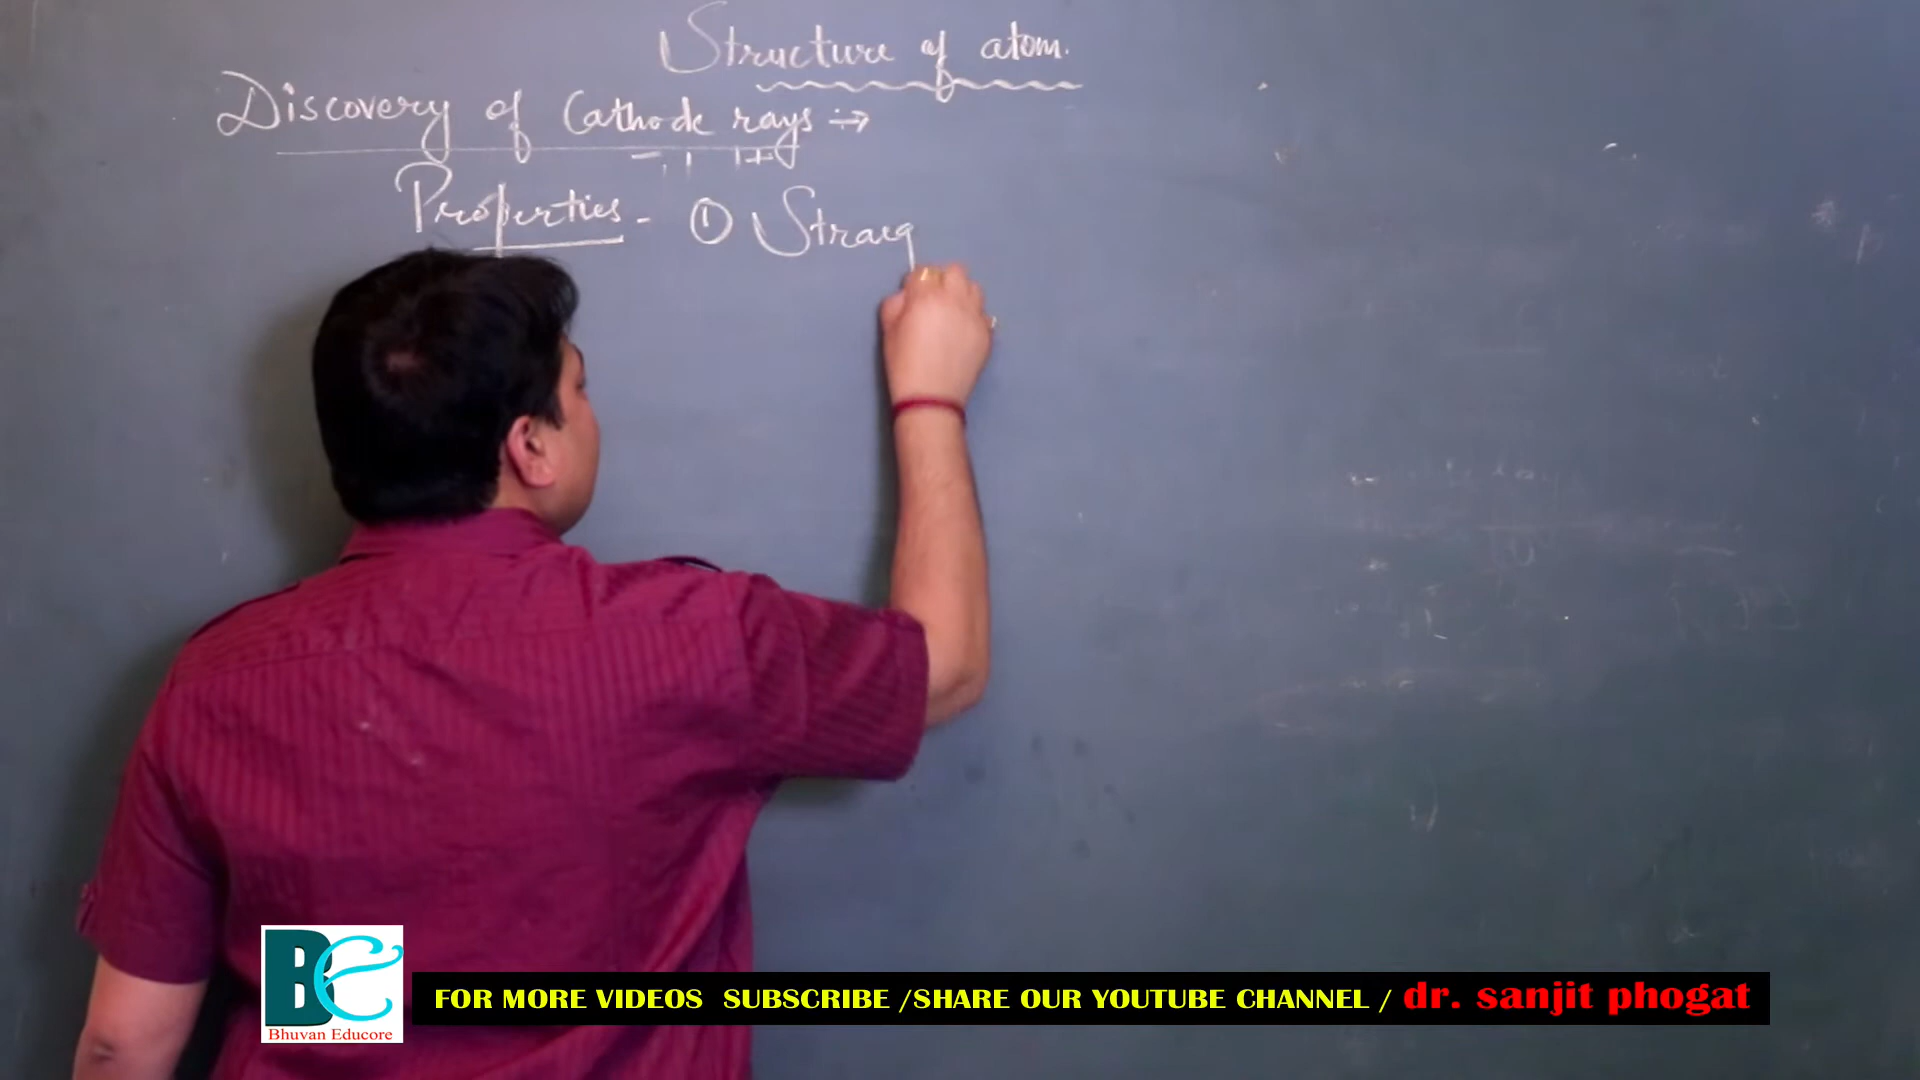 Structure of atom.
Discovery of Cathode rays →
Properties - ① Straig
Bhuvan Educore
FOR MORE VIDEOS SUBSCRIBE /SHARE OUR YOUTUBE CHANNEL / dr. sanjit phogat